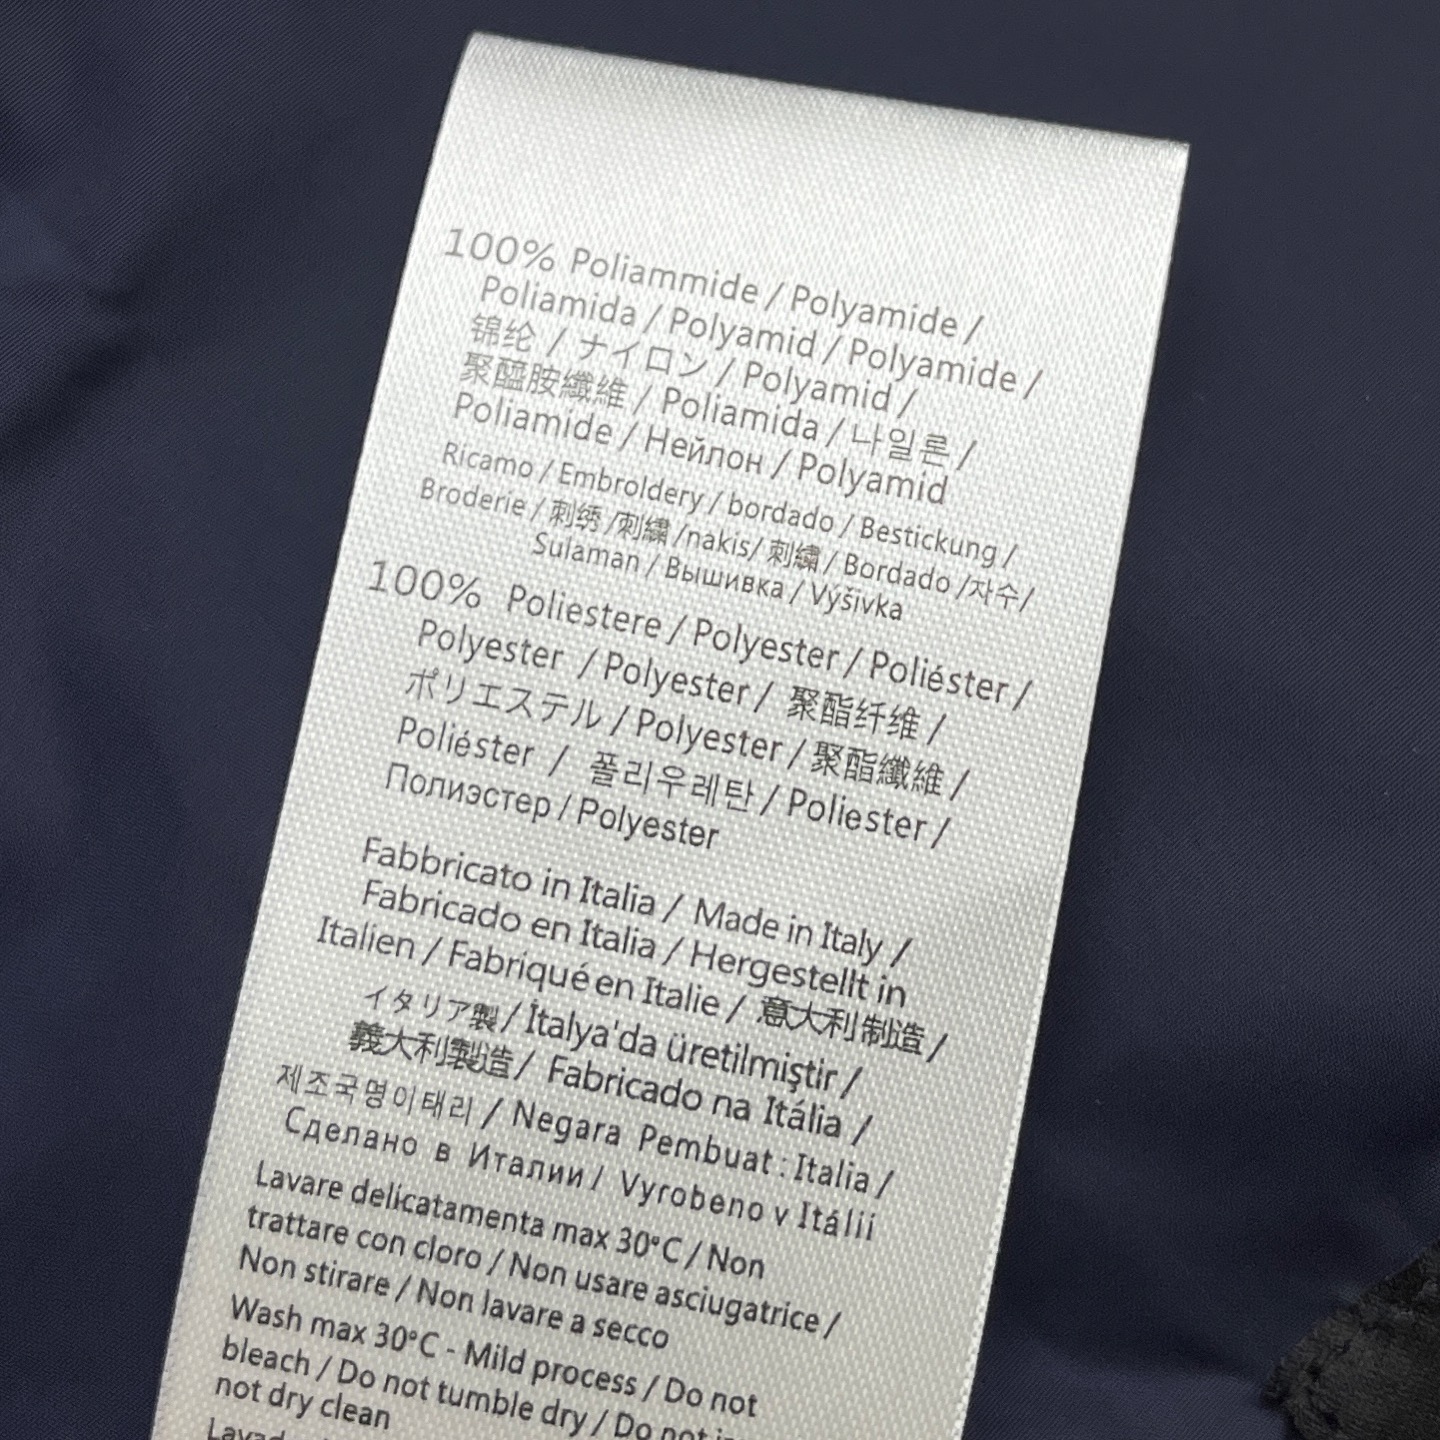 100% Poliammide / Polyamide /
Poliamida / Polyamid / Polyamide /
锦纶 / ナイロン / Polyamid /
聚醯胺纖維 / Poliamida / 나일론 /
Poliamide / Нейлон / Polyamid
Ricamo / Embroldery / bordado / Bestickung /
Broderie / 刺绣 /刺繡 /nakis/ 刺繡 / Bordado /자수/
Sulaman / Вышивка / Výšivka
100% Poliestere / Polyester / Poliéster /
Polyester / Polyester / 聚酯纤维 /
ポリエステル / Polyester / 聚酯纖維 /
Poliéster / 폴리우레탄 / Poliester /
Полиэстер / Polyester
Fabbricato in Italia / Made in Italy /
Fabricado en Italia / Hergestellt in
Italien / Fabriqué en Italie / 意大利制造 /
イタリア製 / İtalya'da üretilmiştir /
義大利製造 / Fabricado na Itália /
제조국명이태리 / Negara Pembuat : Italia /
Сделано в Италии / Vyrobeno v Itálii
Lavare delicatamenta max 30°C / Non
trattare con cloro / Non usare asciugatrice /
Non stirare / Non lavare a secco
Wash max 30°C - Mild process / Do not
bleach / Do not tumble dry / Do not
not dry clean